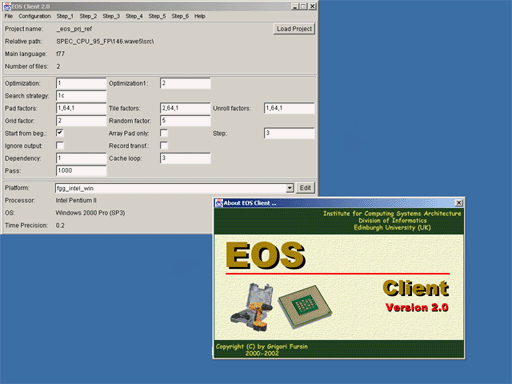 EOS Client 2.0
File Configuration Step_1 Step_2 Step_3 Step_4 Step_5 Step_6 Help
Project name: _eos_prj_ref Load Project
Relative path: SPEC_CPU_95_FP\146.wave5\src\
Main language: f77
Number of files: 2
Optimization: 1 Optimization1: 2
Search strategy: 1c
Pad factors: 1,64,1 Tile factors: 2,64,1 Unroll factors: 1,64,1
Grid factor: 2 Random factor: 5
Start from beg.: Array Pad only: Step: 3
Ignore output: Record transf.:
Dependency: 1 Cache loop: 3
Pass: 1000
Platform: fpg_intel_win Edit
Processor: Intel Pentium II
OS: Windows 2000 Pro (SP3)
Time Precision: 0.2
About EOS Client ...
Institute for Computing Systems Architecture
Division of Informatics
Edinburgh University (UK)
EOS
Client
Version 2.0
Copyright (C) by Grigori Fursin
2000-2002